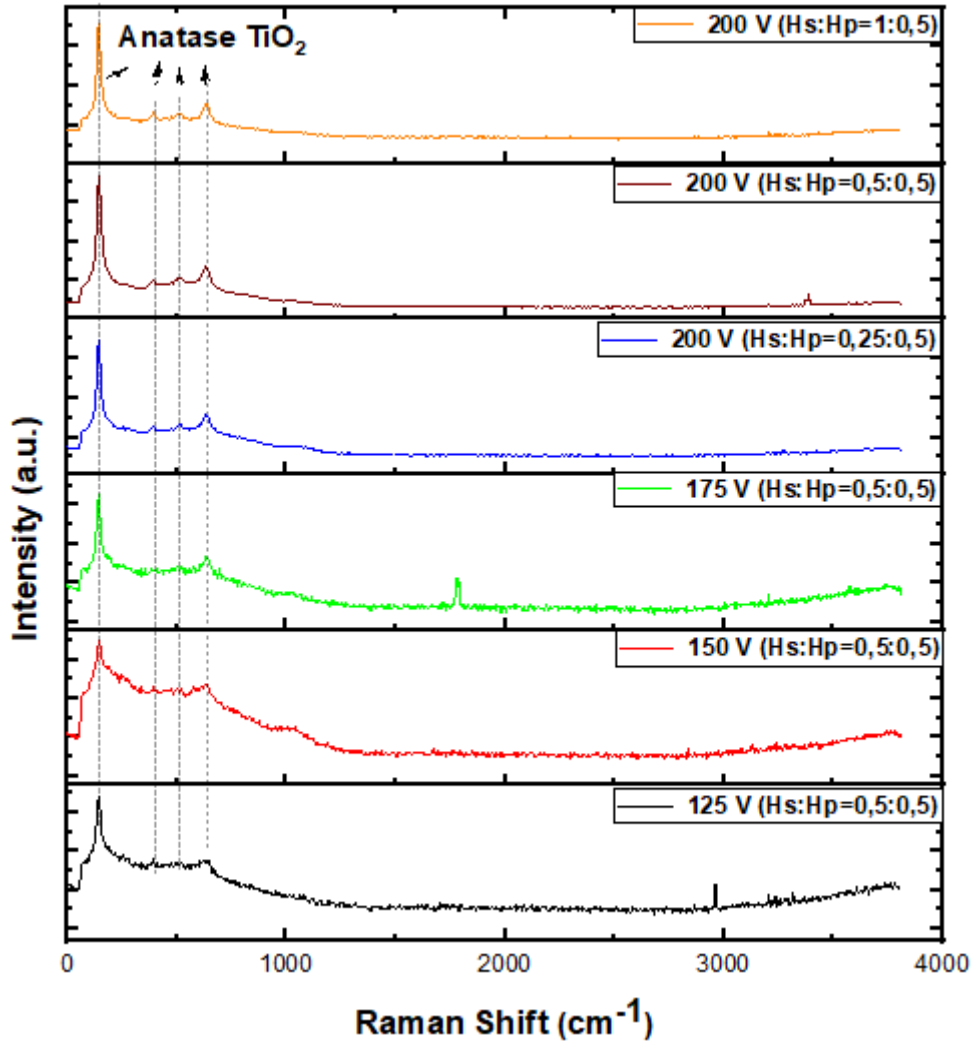 200 V (Hs:Hp=1:0,5)
Anatase TiO₂
200 V (Hs:Hp=0,5:0,5)
200 V (Hs:Hp=0,25:0,5)
175 V (Hs:Hp=0,5:0,5)
150 V (Hs:Hp=0,5:0,5)
125 V (Hs:Hp=0,5:0,5)
Intensity (a.u.)
0 1000 2000 3000 4000
Raman Shift (cm⁻¹)